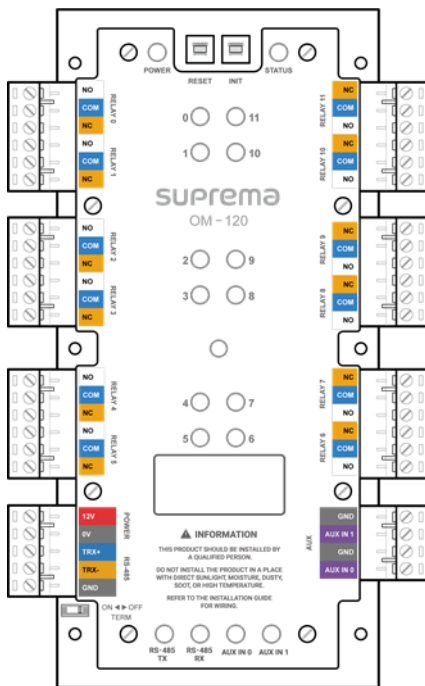 POWER
RESET
INIT
STATUS
NO
COM
NC
RELAY 0
NO
COM
NC
RELAY 1
0
11
1
10
NC
COM
NO
RELAY 11
NC
COM
NO
RELAY 10
suprema
OM - 120
NO
COM
NC
RELAY 2
NO
COM
NC
RELAY 3
2
9
3
8
NC
COM
NO
RELAY 9
NC
COM
NO
RELAY 8
NO
COM
NC
RELAY 4
NO
COM
NC
RELAY 5
4
7
5
6
NC
COM
NO
RELAY 7
NC
COM
NO
RELAY 6
12V
0V
POWER
TRX+
TRX-
GND
RS-485
ON ◄ ► OFF
TERM
INFORMATION
THIS PRODUCT SHOULD BE INSTALLED BY
A QUALIFIED PERSON.
DO NOT INSTALL THE PRODUCT IN A PLACE
WITH DIRECT SUNLIGHT, MOISTURE, DUSTY,
SOOT, OR HIGH TEMPERATURE.
REFER TO THE INSTALLATION GUIDE
FOR WIRING.
AUX
GND
AUX IN 1
GND
AUX IN 0
RS-485
TX
RS-485
RX
AUX IN 0
AUX IN 1